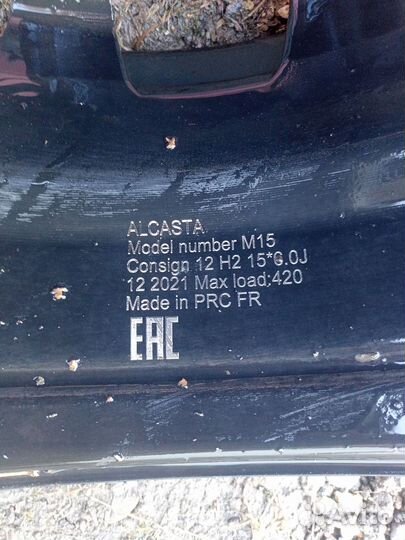 ALCASTA
Model number M15
Consign 12 H2 15*6.0J
12 2021 Max load:420
Made in PRC FR
EAC
Avito